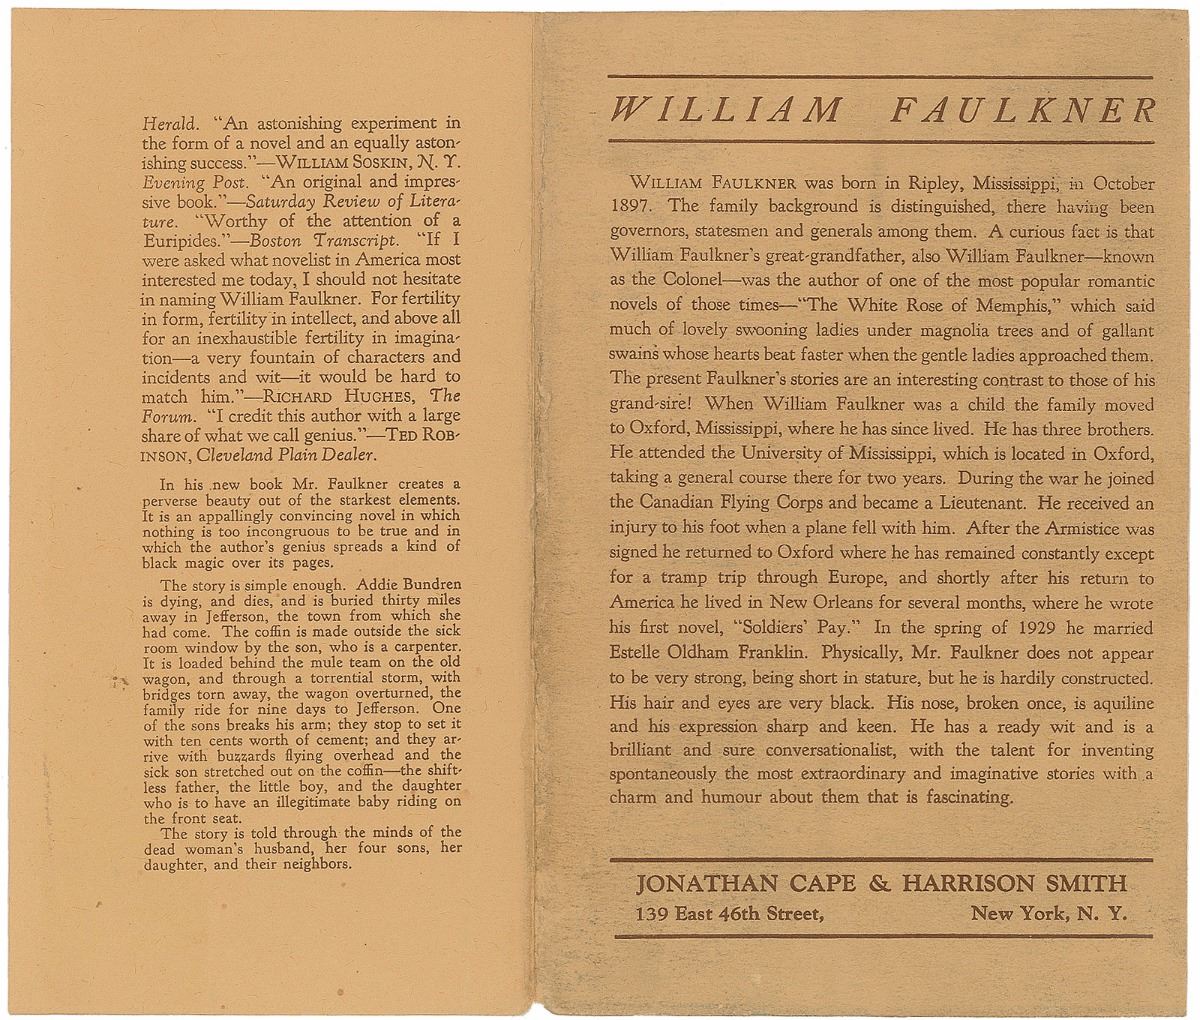 Herald. "An astonishing experiment in
the form of a novel and an equally aston-
ishing success."—WILLIAM SOSKIN, N. Y.
Evening Post. "An original and impres-
sive book."—Saturday Review of Litera-
ture. "Worthy of the attention of a
Euripides."—Boston Transcript. "If I
were asked what novelist in America most
interested me today, I should not hesitate
in naming William Faulkner. For fertility
in form, fertility in intellect, and above all
for an inexhaustible fertility in imagina-
tion—a very fountain of characters and
incidents and wit—it would be hard to
match him."—RICHARD HUGHES, The
Forum. "I credit this author with a large
share of what we call genius."—TED ROB-
INSON, Cleveland Plain Dealer.
In his new book Mr. Faulkner creates a
perverse beauty out of the starkest elements.
It is an appallingly convincing novel in which
nothing is too incongruous to be true and in
which the author's genius spreads a kind of
black magic over its pages.
The story is simple enough. Addie Bundren
is dying, and dies, and is buried thirty miles
away in Jefferson, the town from which she
had come. The coffin is made outside the sick
room window by the son, who is a carpenter.
It is loaded behind the mule team on the old
wagon, and through a torrential storm, with
bridges torn away, the wagon overturned, the
family ride for nine days to Jefferson. One
of the sons breaks his arm; they stop to set it
with ten cents worth of cement; and they ar-
rive with buzzards flying overhead and the
sick son stretched out on the coffin—the shift-
less father, the little boy, and the daughter
who is to have an illegitimate baby riding on
the front seat.
The story is told through the minds of the
dead woman's husband, her four sons, her
daughter, and their neighbors.
WILLIAM FAULKNER
WILLIAM FAULKNER was born in Ripley, Mississippi, in October
1897. The family background is distinguished, there having been
governors, statesmen and generals among them. A curious fact is that
William Faulkner's great-grandfather, also William Faulkner—known
as the Colonel—was the author of one of the most popular romantic
novels of those times—"The White Rose of Memphis," which said
much of lovely swooning ladies under magnolia trees and of gallant
swains whose hearts beat faster when the gentle ladies approached them.
The present Faulkner's stories are an interesting contrast to those of his
grand-sire! When William Faulkner was a child the family moved
to Oxford, Mississippi, where he has since lived. He has three brothers.
He attended the University of Mississippi, which is located in Oxford,
taking a general course there for two years. During the war he joined
the Canadian Flying Corps and became a Lieutenant. He received an
injury to his foot when a plane fell with him. After the Armistice was
signed he returned to Oxford where he has remained constantly except
for a tramp trip through Europe, and shortly after his return to
America he lived in New Orleans for several months, where he wrote
his first novel, "Soldiers' Pay." In the spring of 1929 he married
Estelle Oldham Franklin. Physically, Mr. Faulkner does not appear
to be very strong, being short in stature, but he is hardily constructed.
His hair and eyes are very black. His nose, broken once, is aquiline
and his expression sharp and keen. He has a ready wit and is a
brilliant and sure conversationalist, with the talent for inventing
spontaneously the most extraordinary and imaginative stories with a
charm and humour about them that is fascinating.
JONATHAN CAPE & HARRISON SMITH
139 East 46th Street, New York, N. Y.